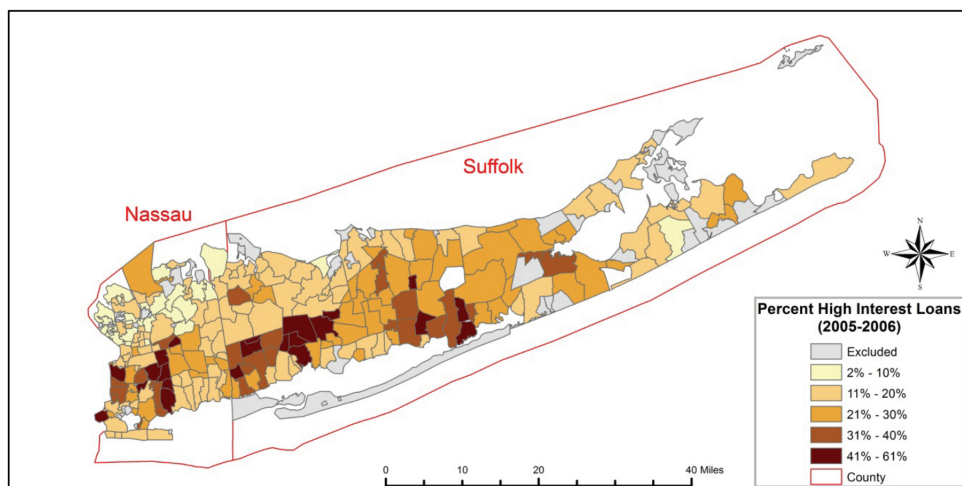 Suffolk
Nassau
N
W E
S
Percent High Interest Loans
(2005-2006)
Excluded
2% - 10%
11% - 20%
21% - 30%
31% - 40%
41% - 61%
County
0 10 20 40 Miles